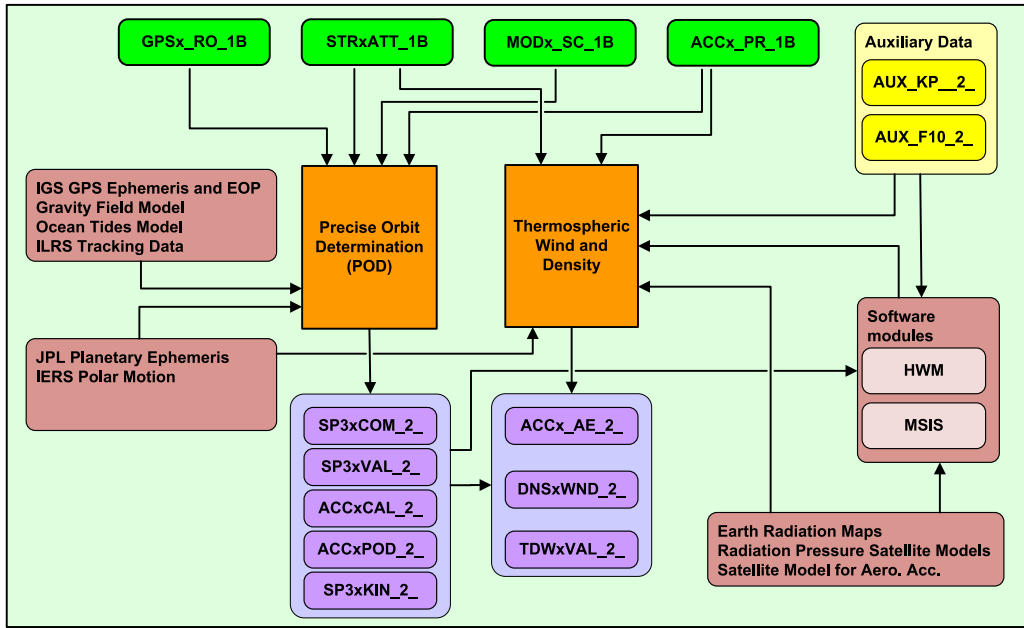 GPSx_RO_1B
STRxATT_1B
MODx_SC_1B
ACCx_PR_1B
Auxiliary Data
AUX_KP__2_
AUX_F10_2_
IGS GPS Ephemeris and EOP
Gravity Field Model
Ocean Tides Model
ILRS Tracking Data
Precise Orbit
Determination
(POD)
Thermospheric
Wind and
Density
JPL Planetary Ephemeris
IERS Polar Motion
Software
modules
HWM
MSIS
SP3xCOM_2_
SP3xVAL_2_
ACCxCAL_2_
ACCxPOD_2_
SP3xKIN_2_
ACCx_AE_2_
DNSxWND_2_
TDWxVAL_2_
Earth Radiation Maps
Radiation Pressure Satellite Models
Satellite Model for Aero. Acc.